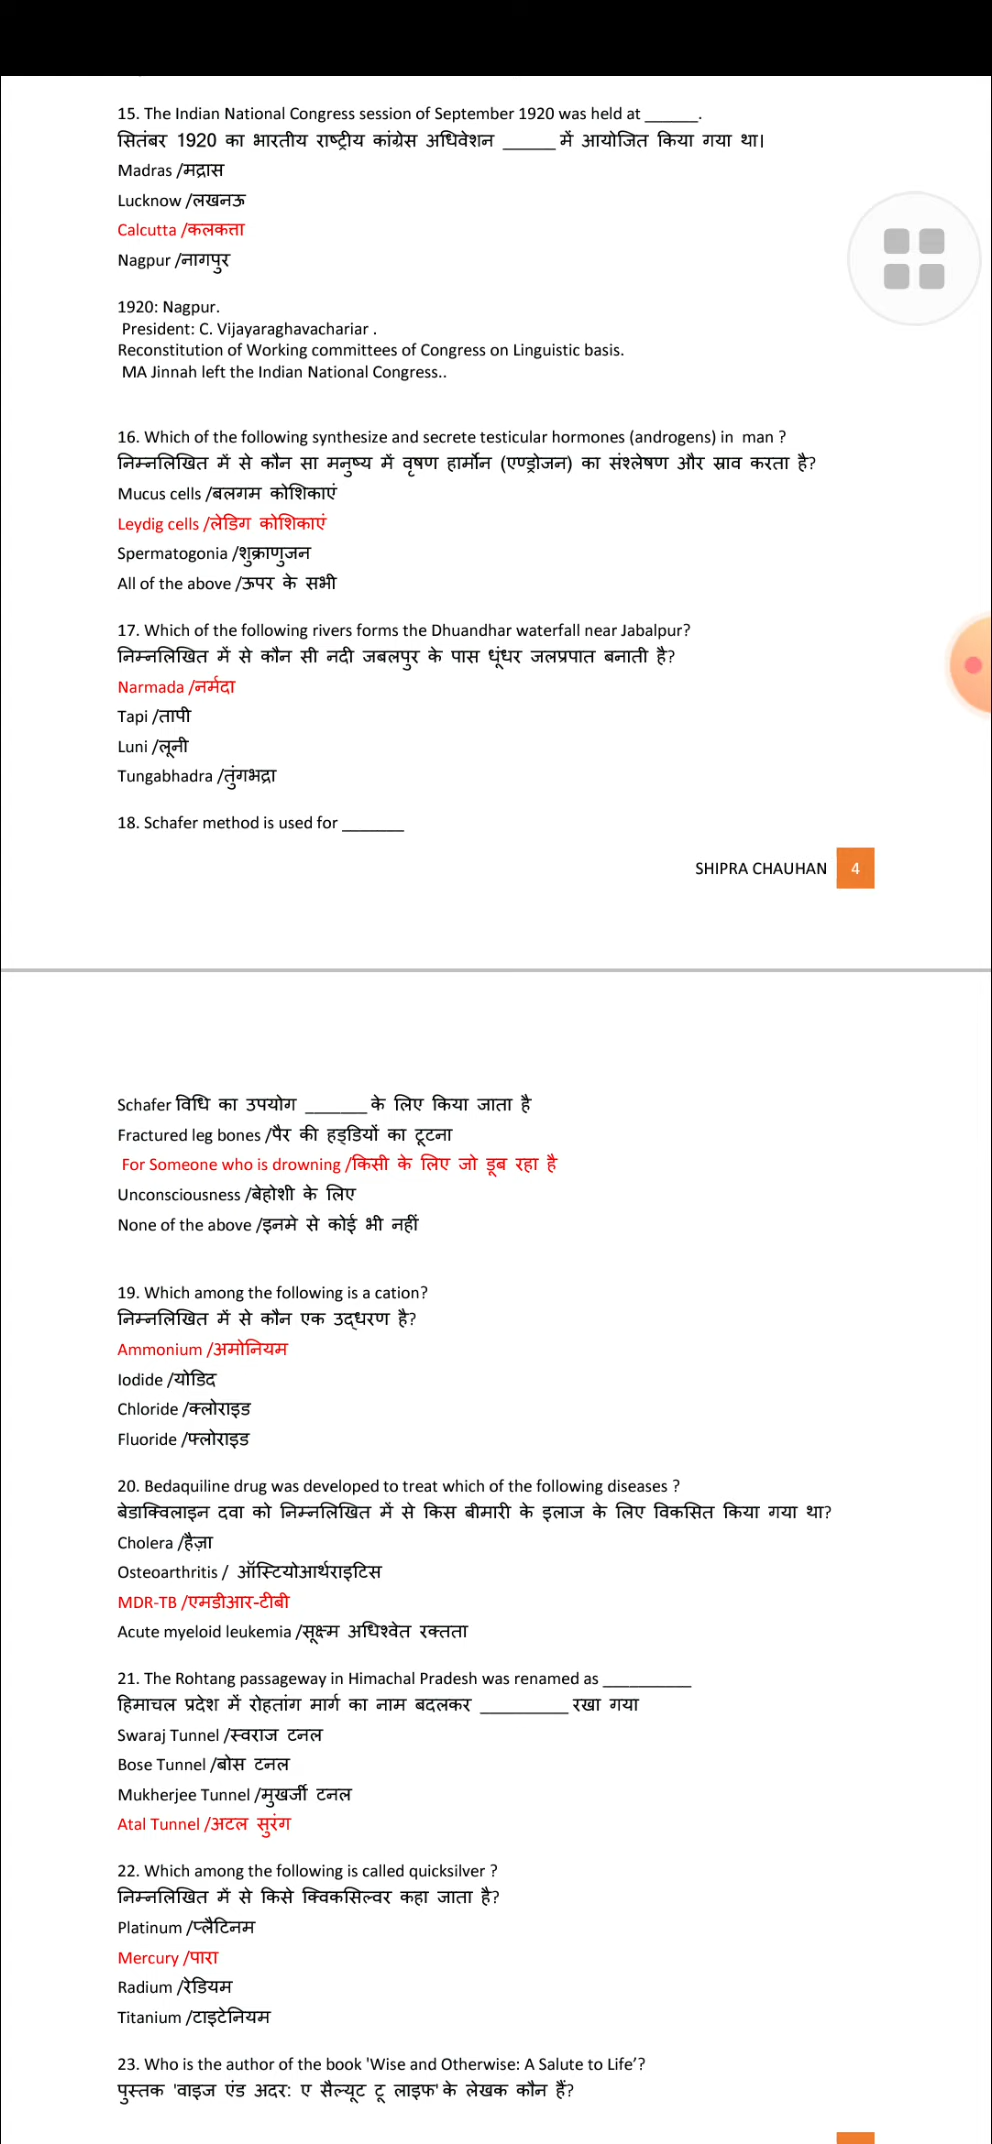 15. The Indian National Congress session of September 1920 was held at ______.
सितंबर 1920 का भारतीय राष्ट्रीय कांग्रेस अधिवेशन ______ में आयोजित किया गया था।
Madras /मद्रास
Lucknow /लखनऊ
Calcutta /कलकत्ता
Nagpur /नागपुर
1920: Nagpur.
President: C. Vijayaraghavachariar .
Reconstitution of Working committees of Congress on Linguistic basis.
MA Jinnah left the Indian National Congress..
16. Which of the following synthesize and secrete testicular hormones (androgens) in man ?
निम्नलिखित में से कौन सा मनुष्य में वृषण हार्मोन (एण्ड्रोजन) का संश्लेषण और स्राव करता है?
Mucus cells /बलगम कोशिकाएं
Leydig cells /लेडिग कोशिकाएं
Spermatogonia /शुक्राणुजन
All of the above /ऊपर के सभी
17. Which of the following rivers forms the Dhuandhar waterfall near Jabalpur?
निम्नलिखित में से कौन सी नदी जबलपुर के पास धूंधर जलप्रपात बनाती है?
Narmada /नर्मदा
Tapi /तापी
Luni /लूनी
Tungabhadra /तुंगभद्रा
18. Schafer method is used for _______
SHIPRA CHAUHAN 4
Schafer विधि का उपयोग _______ के लिए किया जाता है
Fractured leg bones /पैर की हड्डियों का टूटना
For Someone who is drowning /किसी के लिए जो डूब रहा है
Unconsciousness /बेहोशी के लिए
None of the above /इनमे से कोई भी नहीं
19. Which among the following is a cation?
निम्नलिखित में से कौन एक उद्धरण है?
Ammonium /अमोनियम
Iodide /योडिद
Chloride /क्लोराइड
Fluoride /फ्लोराइड
20. Bedaquiline drug was developed to treat which of the following diseases ?
बेडाक्विलाइन दवा को निम्नलिखित में से किस बीमारी के इलाज के लिए विकसित किया गया था?
Cholera /हैज़ा
Osteoarthritis / ऑस्टियोआर्थराइटिस
MDR-TB /एमडीआर-टीबी
Acute myeloid leukemia /सूक्ष्म अधिश्वेत रक्तता
21. The Rohtang passageway in Himachal Pradesh was renamed as __________
हिमाचल प्रदेश में रोहतांग मार्ग का नाम बदलकर __________ रखा गया
Swaraj Tunnel /स्वराज टनल
Bose Tunnel /बोस टनल
Mukherjee Tunnel /मुखर्जी टनल
Atal Tunnel /अटल सुरंग
22. Which among the following is called quicksilver ?
निम्नलिखित में से किसे क्विकसिल्वर कहा जाता है?
Platinum /प्लैटिनम
Mercury /पारा
Radium /रेडियम
Titanium /टाइटेनियम
23. Who is the author of the book 'Wise and Otherwise: A Salute to Life'?
पुस्तक 'वाइज एंड अदर: ए सैल्यूट टू लाइफ' के लेखक कौन हैं?